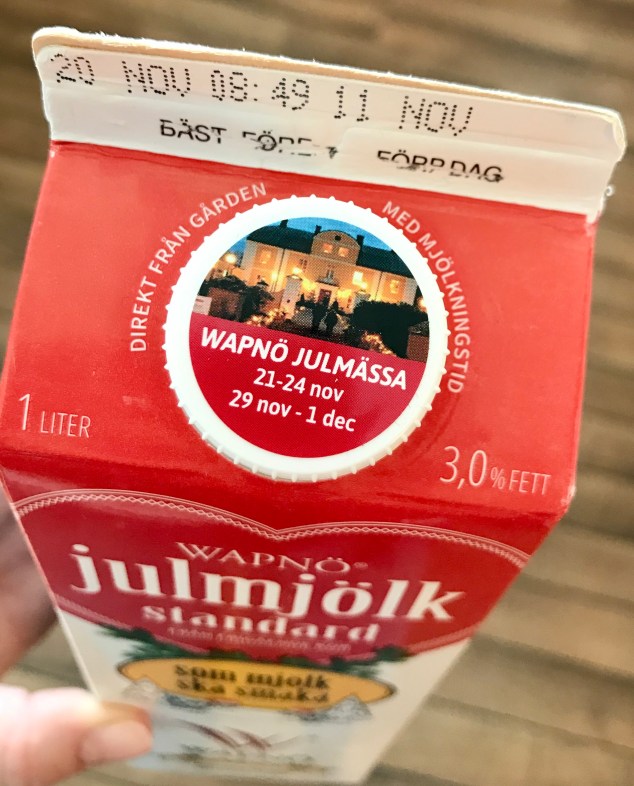 20 NOV 08:49 11 NOV
BÄST FÖRE FÖRP.DAG
DIREKT FRÅN GÅRDEN
MED MJÖLKNINGSTID
WAPNÖ JULMÄSSA
21-24 nov
29 nov - 1 dec
1 LITER
3,0 % FETT
WAPNÖ®
julmjölk
standard
som mjölk
ska smaka